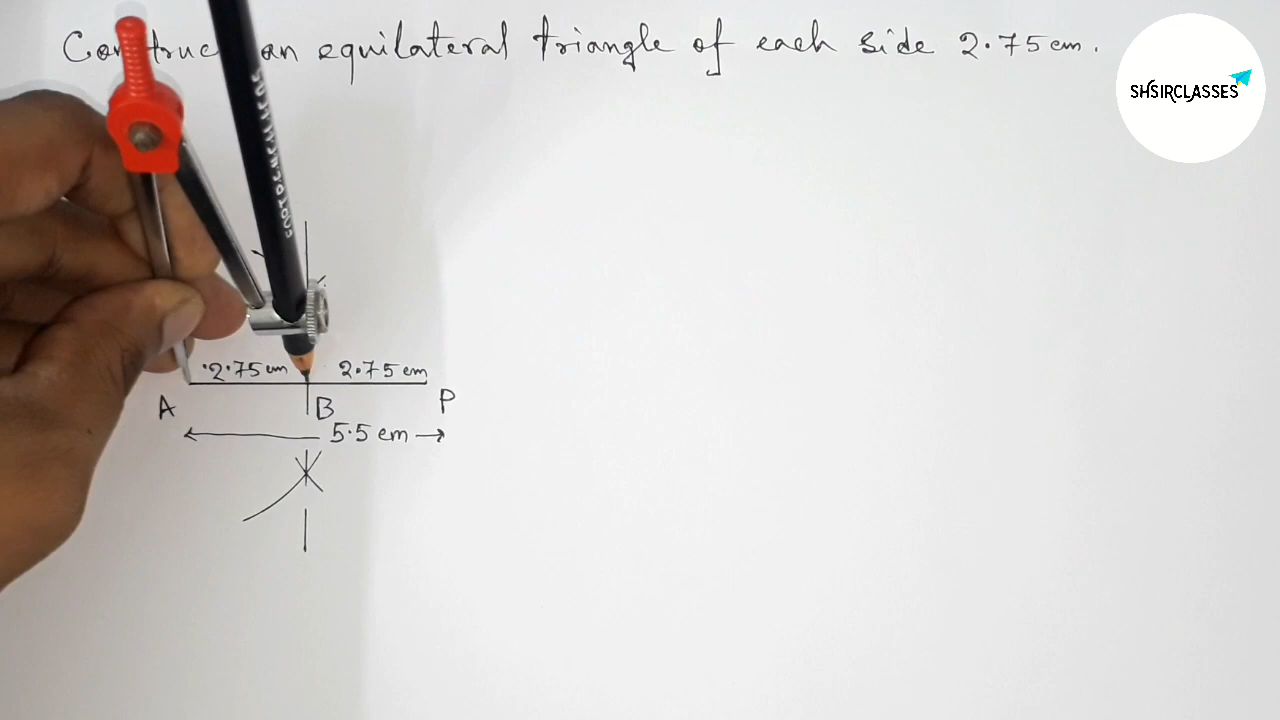 Construc an equilateral triangle of each side 2.75 cm.
SHSIRCLASSES
2.75 cm 2.75 cm
A B P
5.5 cm